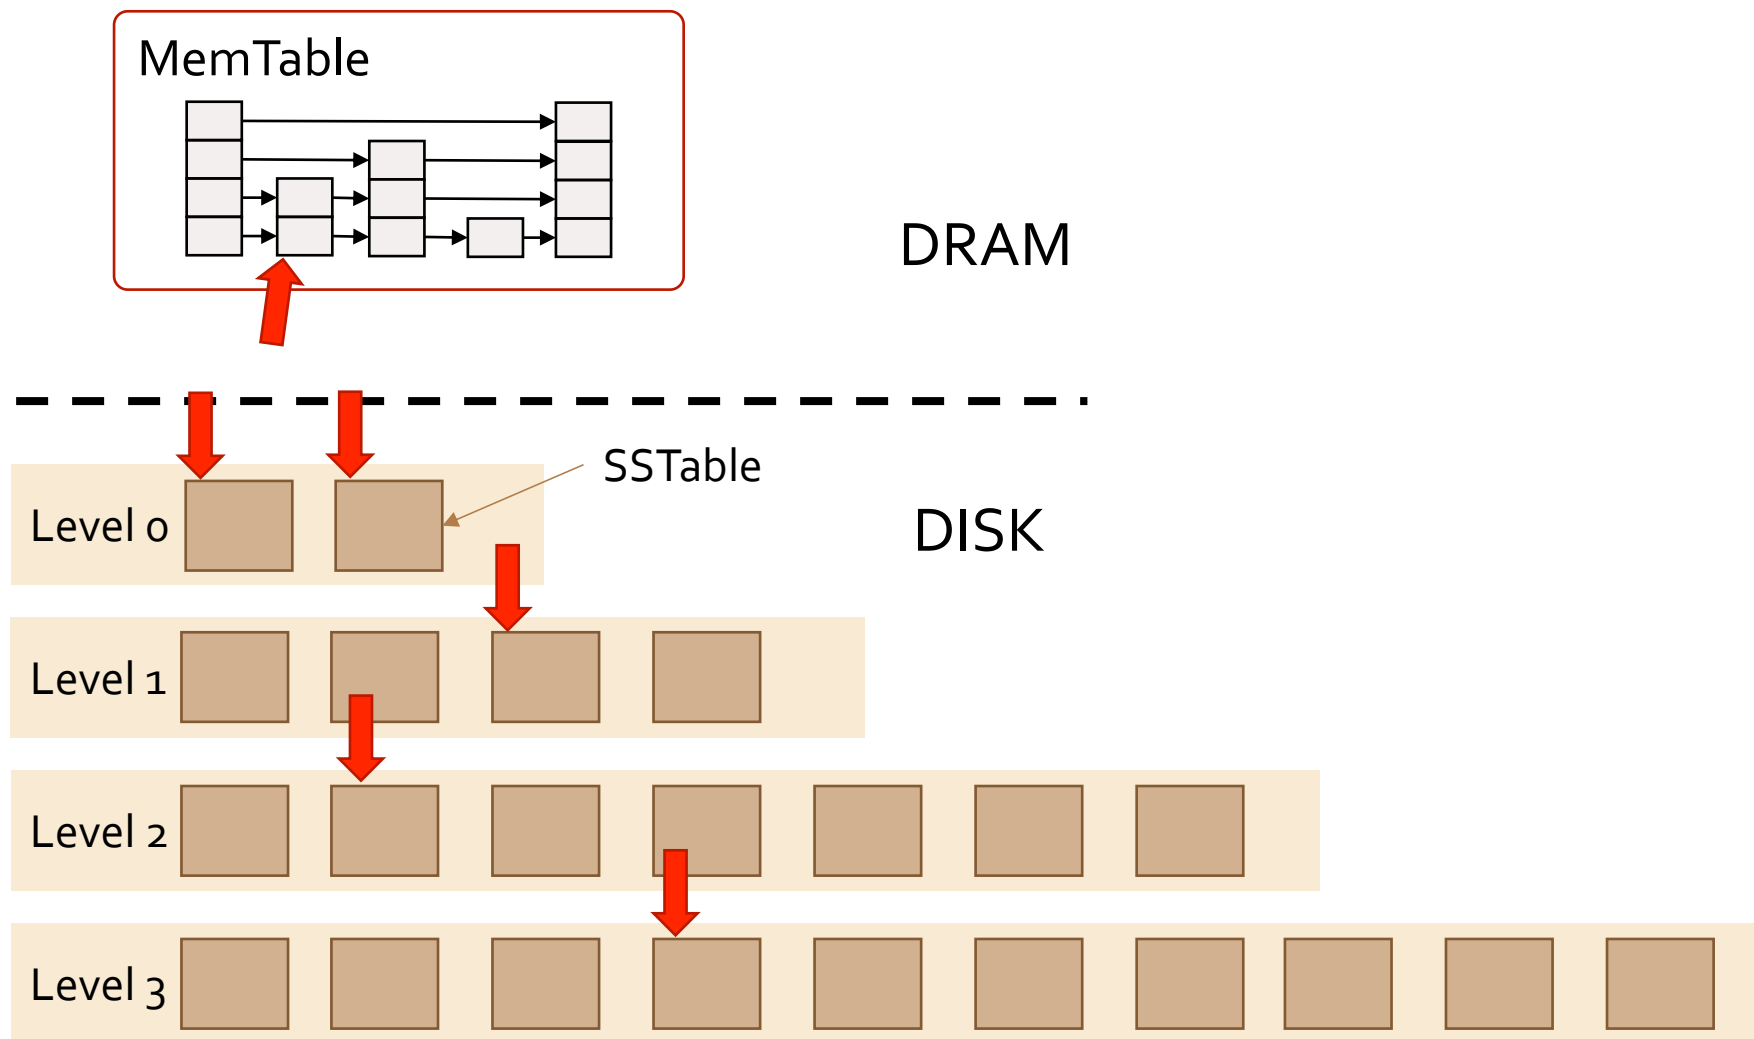 MemTable
DRAM
SSTable
DISK
Level 0
Level 1
Level 2
Level 3